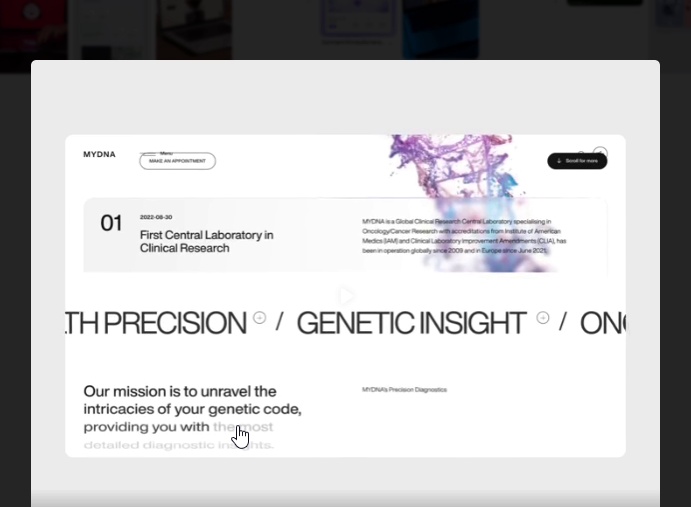 MYDNA
Menu
MAKE AN APPOINTMENT
Scroll for more
01
2022-08-30
First Central Laboratory in
Clinical Research
MYDNA is a Global Clinical Research Central Laboratory specialising in
Oncology/Cancer Research with accreditations from Institute of American
Medics (IAM) and Clinical Laboratory Improvement Amendments (CLIA), has
been in operation globally since 2009 and in Europe since June 2025.
TH PRECISION / GENETIC INSIGHT / ON
Our mission is to unravel the
intricacies of your genetic code,
providing you with the most
detailed diagnostic insights.
MYDNA's Precision Diagnostics